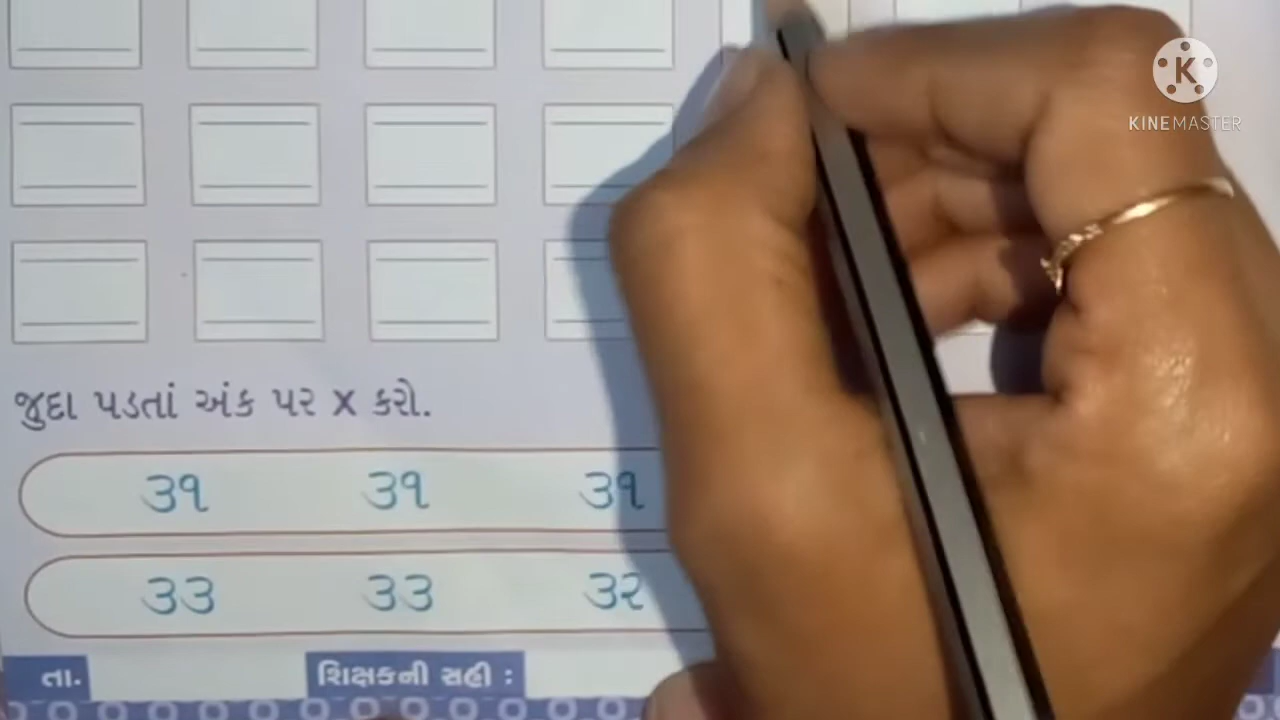 KINEMASTER
જુદા પડતાં અંક પર X કરો.
૩૧ ૩૧ ૩૧
૩૩ ૩૩ ૩૨
તા. શિક્ષકની સહી :